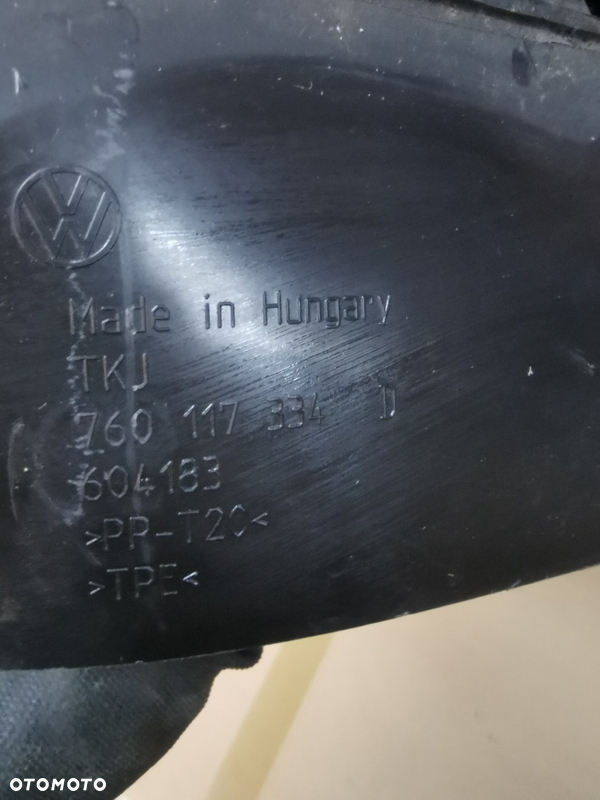 Made in Hungary
TKJ
760 117 334 D
604183
>PP-T20<
>TPE<
OTOMOTO